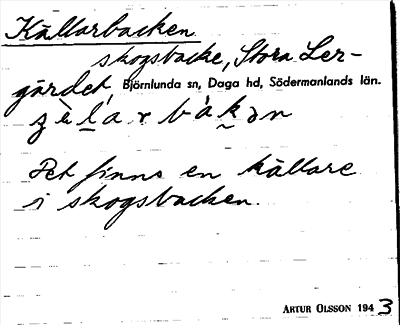 Källarbacken
skogsbacke, Stora Ler-
gärdet, Björnlunda sn, Daga hd, Södermanlands län.
Det finns en källare
i skogsbacken.
ARTUR OLSSON 1943